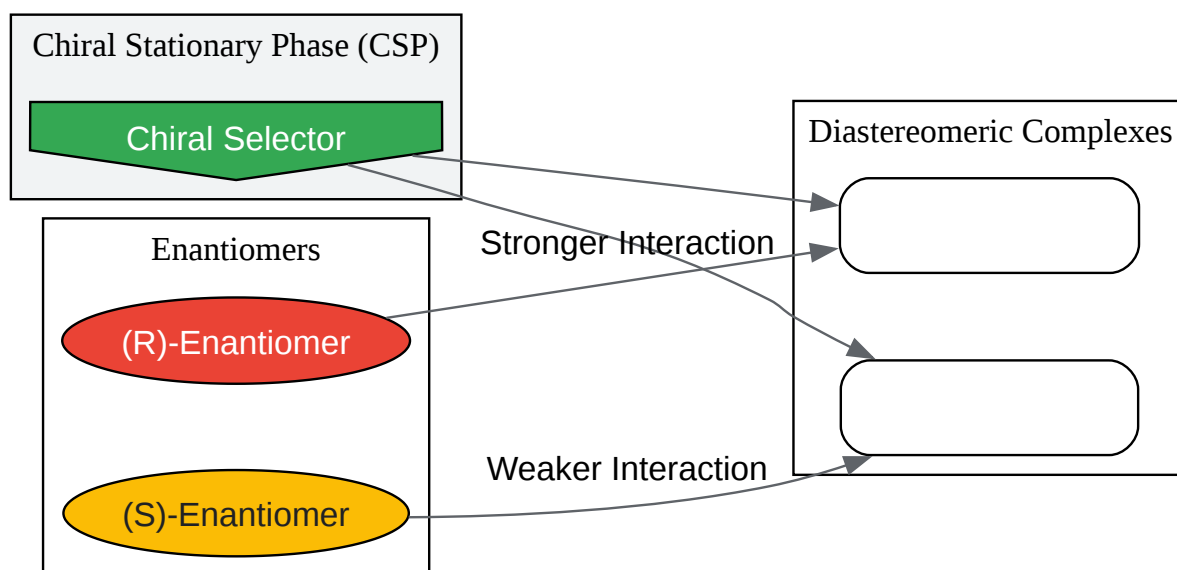 Chiral Stationary Phase (CSP)
Chiral Selector
Enantiomers
(R)-Enantiomer
(S)-Enantiomer
Stronger Interaction
Weaker Interaction
Diastereomeric Complexes